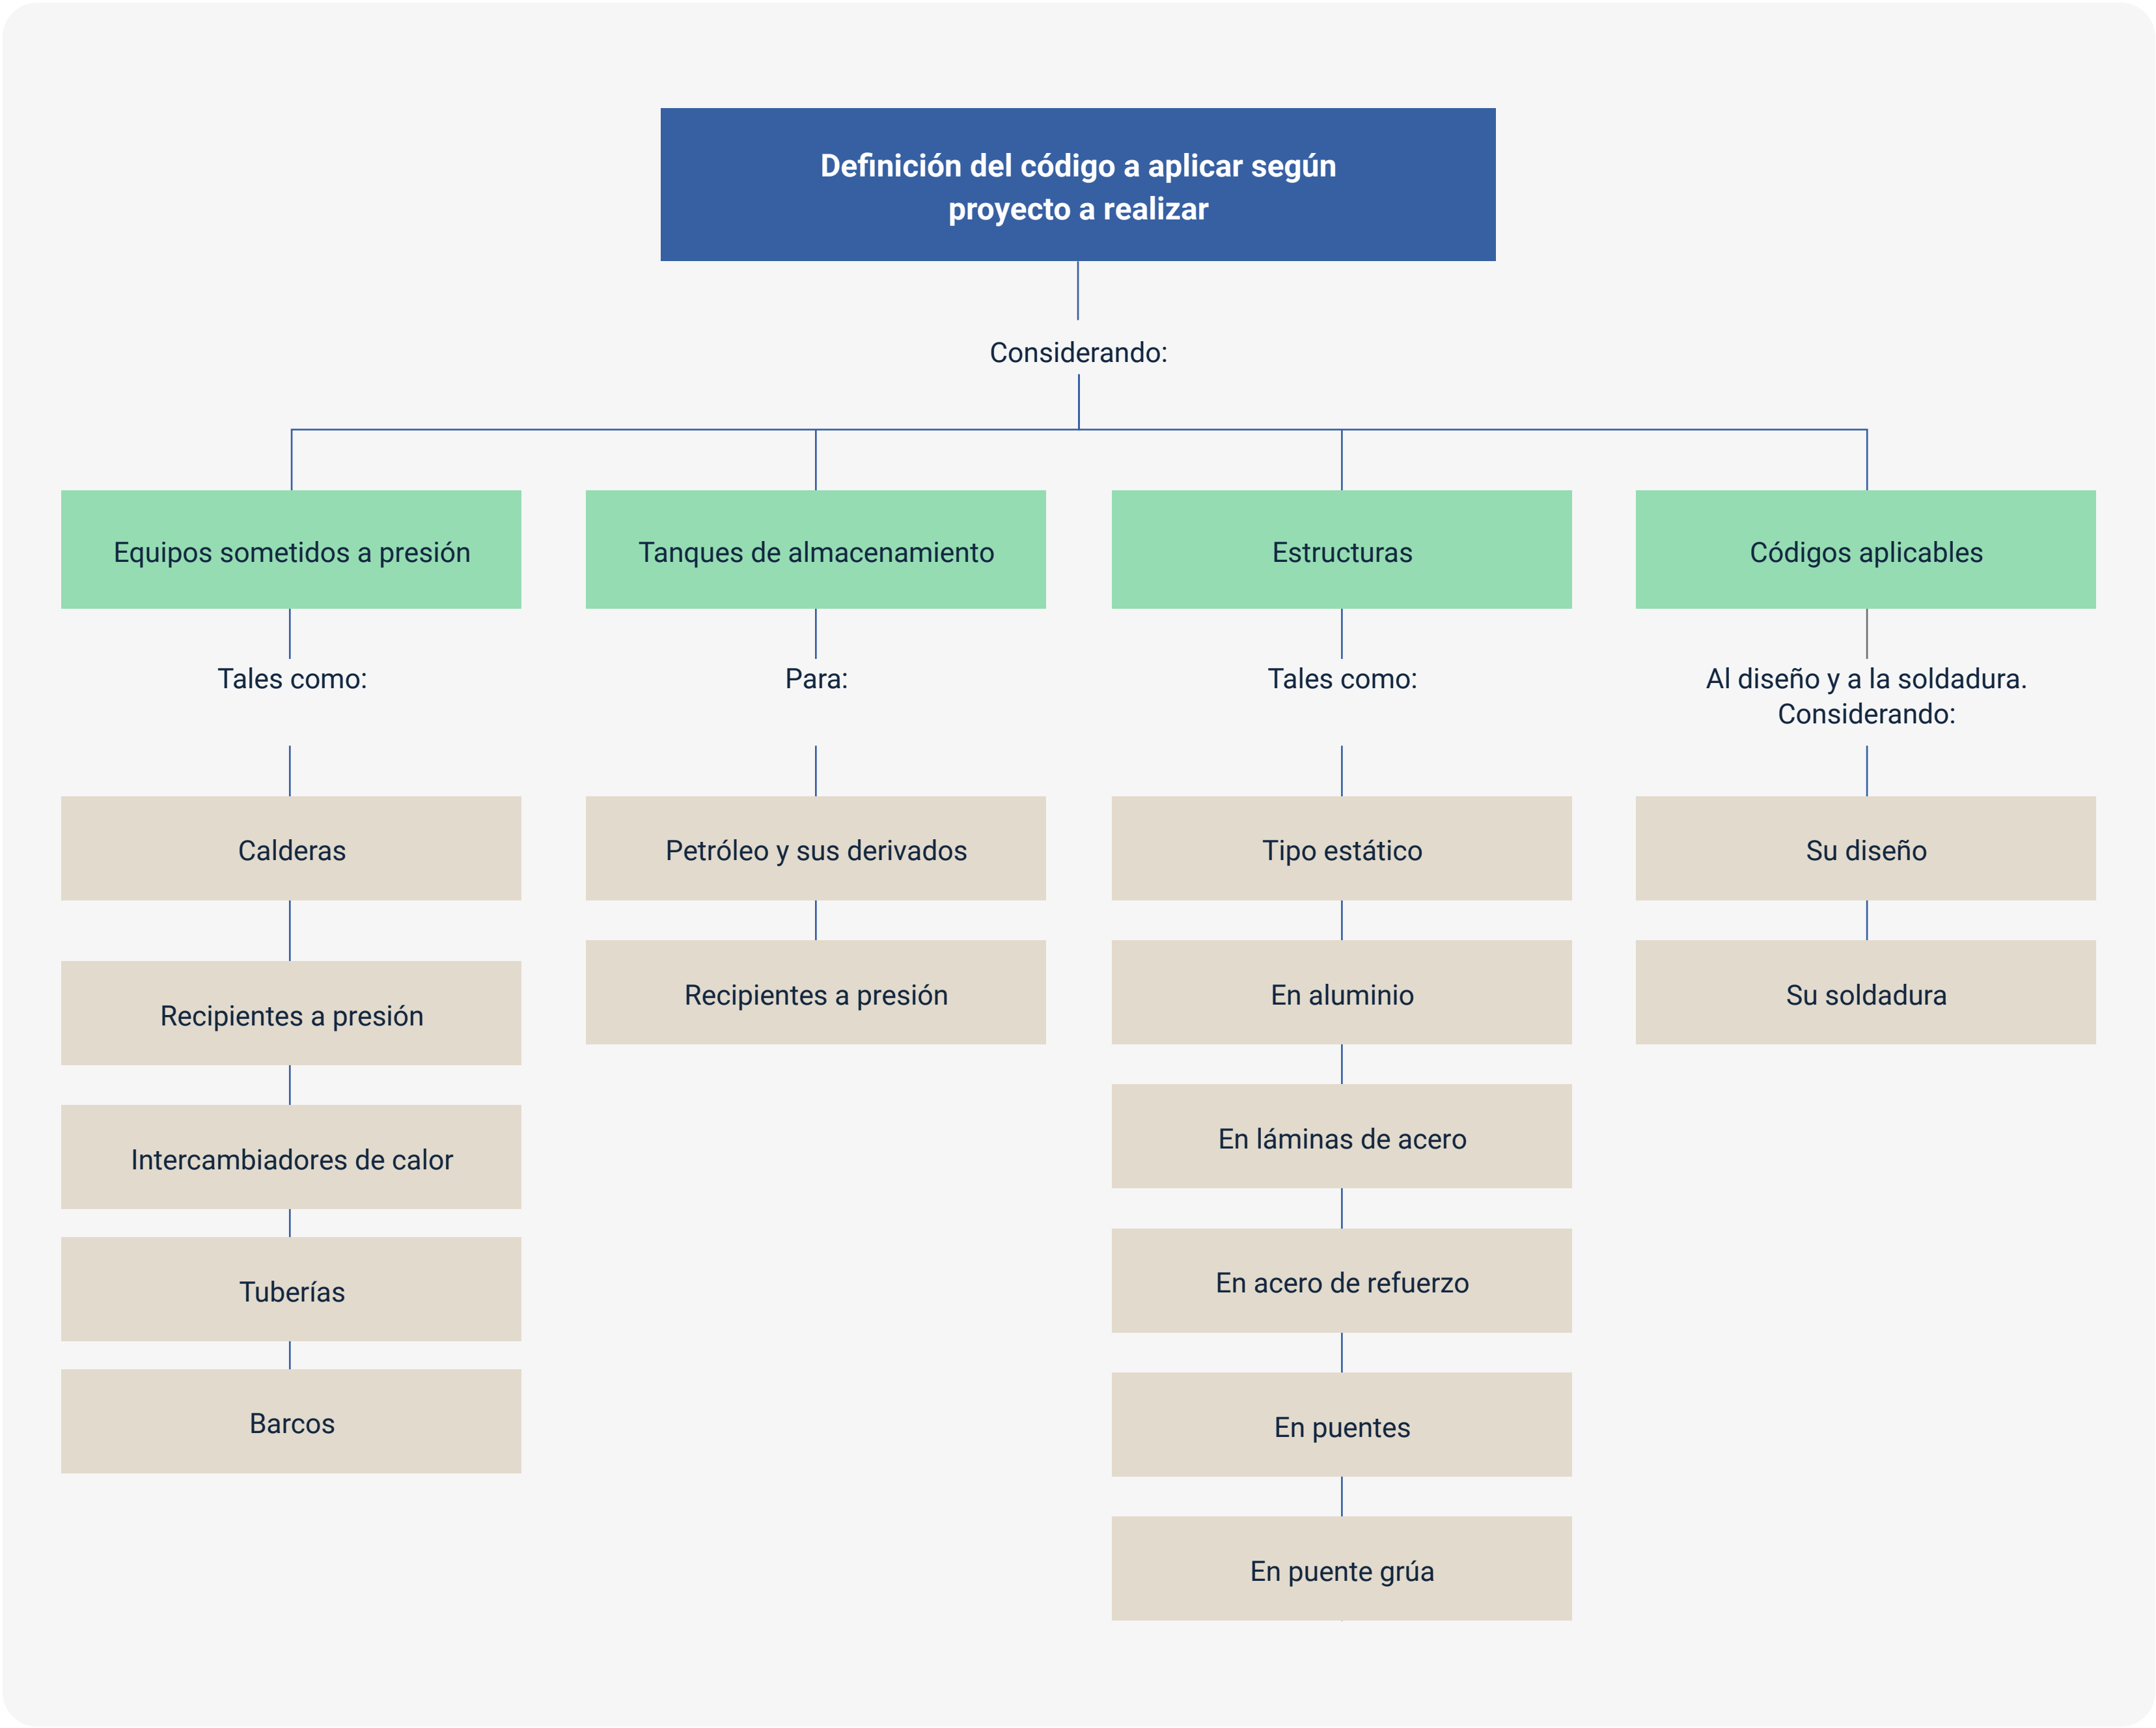 Definición del código a aplicar según
proyecto a realizar
Considerando:
Equipos sometidos a presión
Tales como:
Calderas
Recipientes a presión
Intercambiadores de calor
Tuberías
Barcos
Tanques de almacenamiento
Para:
Petróleo y sus derivados
Recipientes a presión
Estructuras
Tales como:
Tipo estático
En aluminio
En láminas de acero
En acero de refuerzo
En puentes
En puente grúa
Códigos aplicables
Al diseño y a la soldadura.
Considerando:
Su diseño
Su soldadura